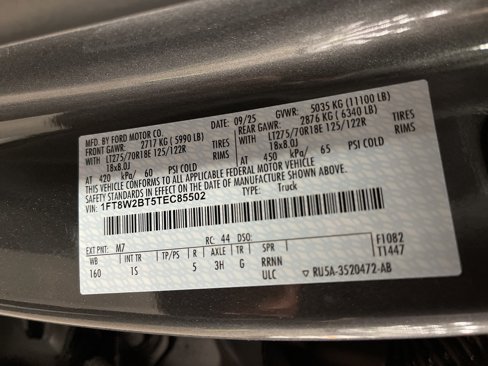 MFD. BY FORD MOTOR CO.
DATE: 09/25 GVWR: 5035 KG (11100 LB)
FRONT GAWR: 2717 KG ( 5990 LB) REAR GAWR: 2876 KG ( 6340 LB)
WITH LT275/70R18E 125/122R TIRES WITH LT275/70R18E 125/122R TIRES
18x8.0J RIMS 18x8.0J RIMS
AT 420 kPa/ 60 PSI COLD AT 450 kPa/ 65 PSI COLD
THIS VEHICLE CONFORMS TO ALL APPLICABLE FEDERAL MOTOR VEHICLE
SAFETY STANDARDS IN EFFECT ON THE DATE OF MANUFACTURE SHOWN ABOVE.
VIN: 1FT8W2BT5TEC85502
TYPE: Truck
EXT PNT: M7 RC: 44 DSO: F1082
WB INT TR TP/PS R AXLE TR SPR T1447
160 1S 5 3H G RRNN
ULC ▽ RU5A-3520472-AB